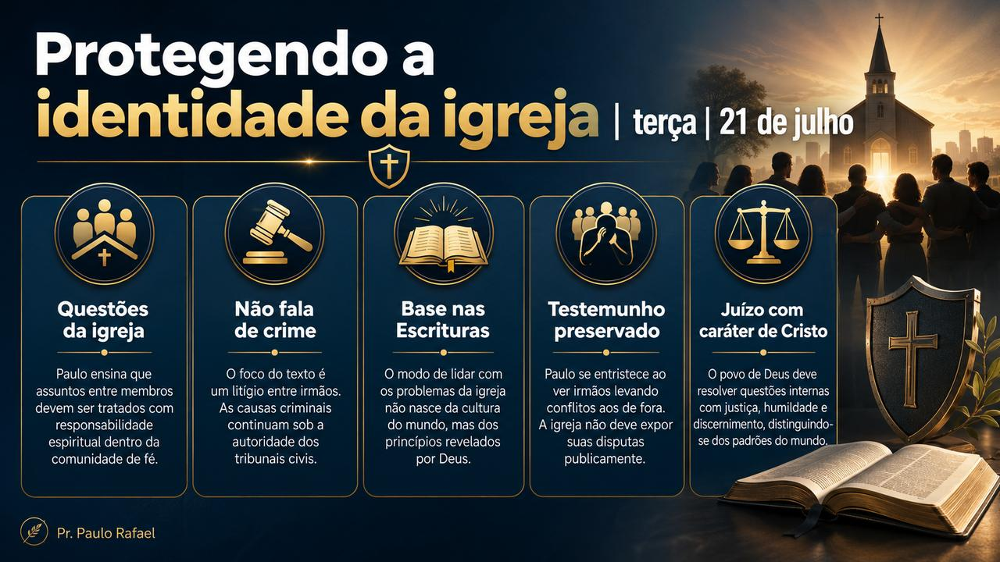 Protegendo a
identidade da igreja | terça | 21 de julho
Questões
da igreja
Paulo ensina que
assuntos entre membros
devem ser tratados com
responsabilidade
espiritual dentro da
comunidade de fé.
Não fala
de crime
O foco do texto é
um litígio entre irmãos.
As causas criminais
continuam sob a
autoridade dos
tribunais civis.
Base nas
Escrituras
O modo de lidar com
os problemas da igreja
não nasce da cultura
do mundo, mas dos
princípios revelados
por Deus.
Testemunho
preservado
Paulo se entristece ao
ver irmãos levando
conflitos aos de fora.
A igreja não deve expor
suas disputas
publicamente.
Juízo com
caráter de Cristo
O povo de Deus deve
resolver questões internas
com justiça, humildade e
discernimento, distinguindo-
se dos padrões do mundo.
Pr. Paulo Rafael